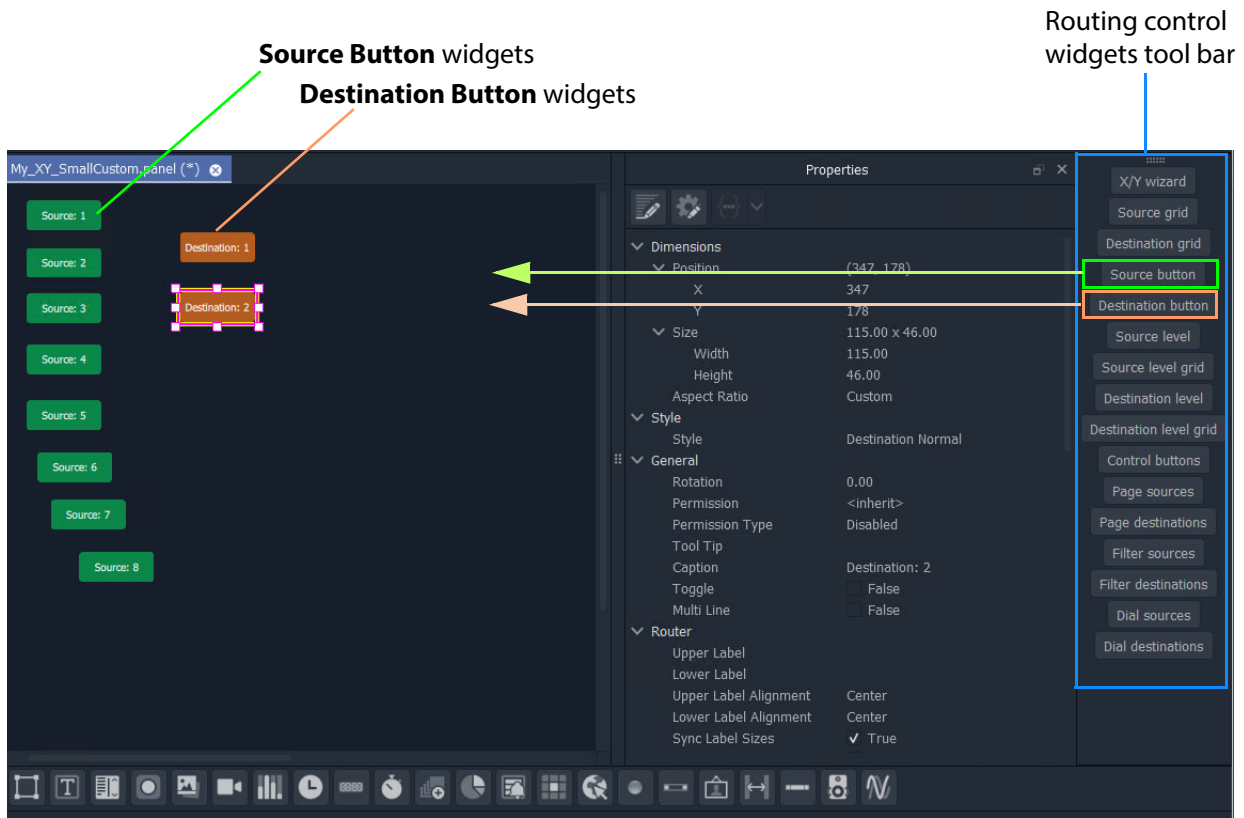 Routing control
widgets tool bar
Source Button widgets
Destination Button widgets
My_XY_SmallCustom.panel (*)
Source: 1
Source: 2
Source: 3
Source: 4
Source: 5
Source: 6
Source: 7
Source: 8
Destination: 1
Destination: 2
Properties
Dimensions
Position (347, 178)
X 347
Y 178
Size 115.00 x 46.00
Width 115.00
Height 46.00
Aspect Ratio Custom
Style
Style Destination Normal
General
Rotation 0.00
Permission <inherit>
Permission Type Disabled
Tool Tip
Caption Destination: 2
Toggle False
Multi Line False
Router
Upper Label
Lower Label
Upper Label Alignment Center
Lower Label Alignment Center
Sync Label Sizes True
X/Y wizard
Source grid
Destination grid
Source button
Destination button
Source level
Source level grid
Destination level
Destination level grid
Control buttons
Page sources
Page destinations
Filter sources
Filter destinations
Dial sources
Dial destinations
T
8888